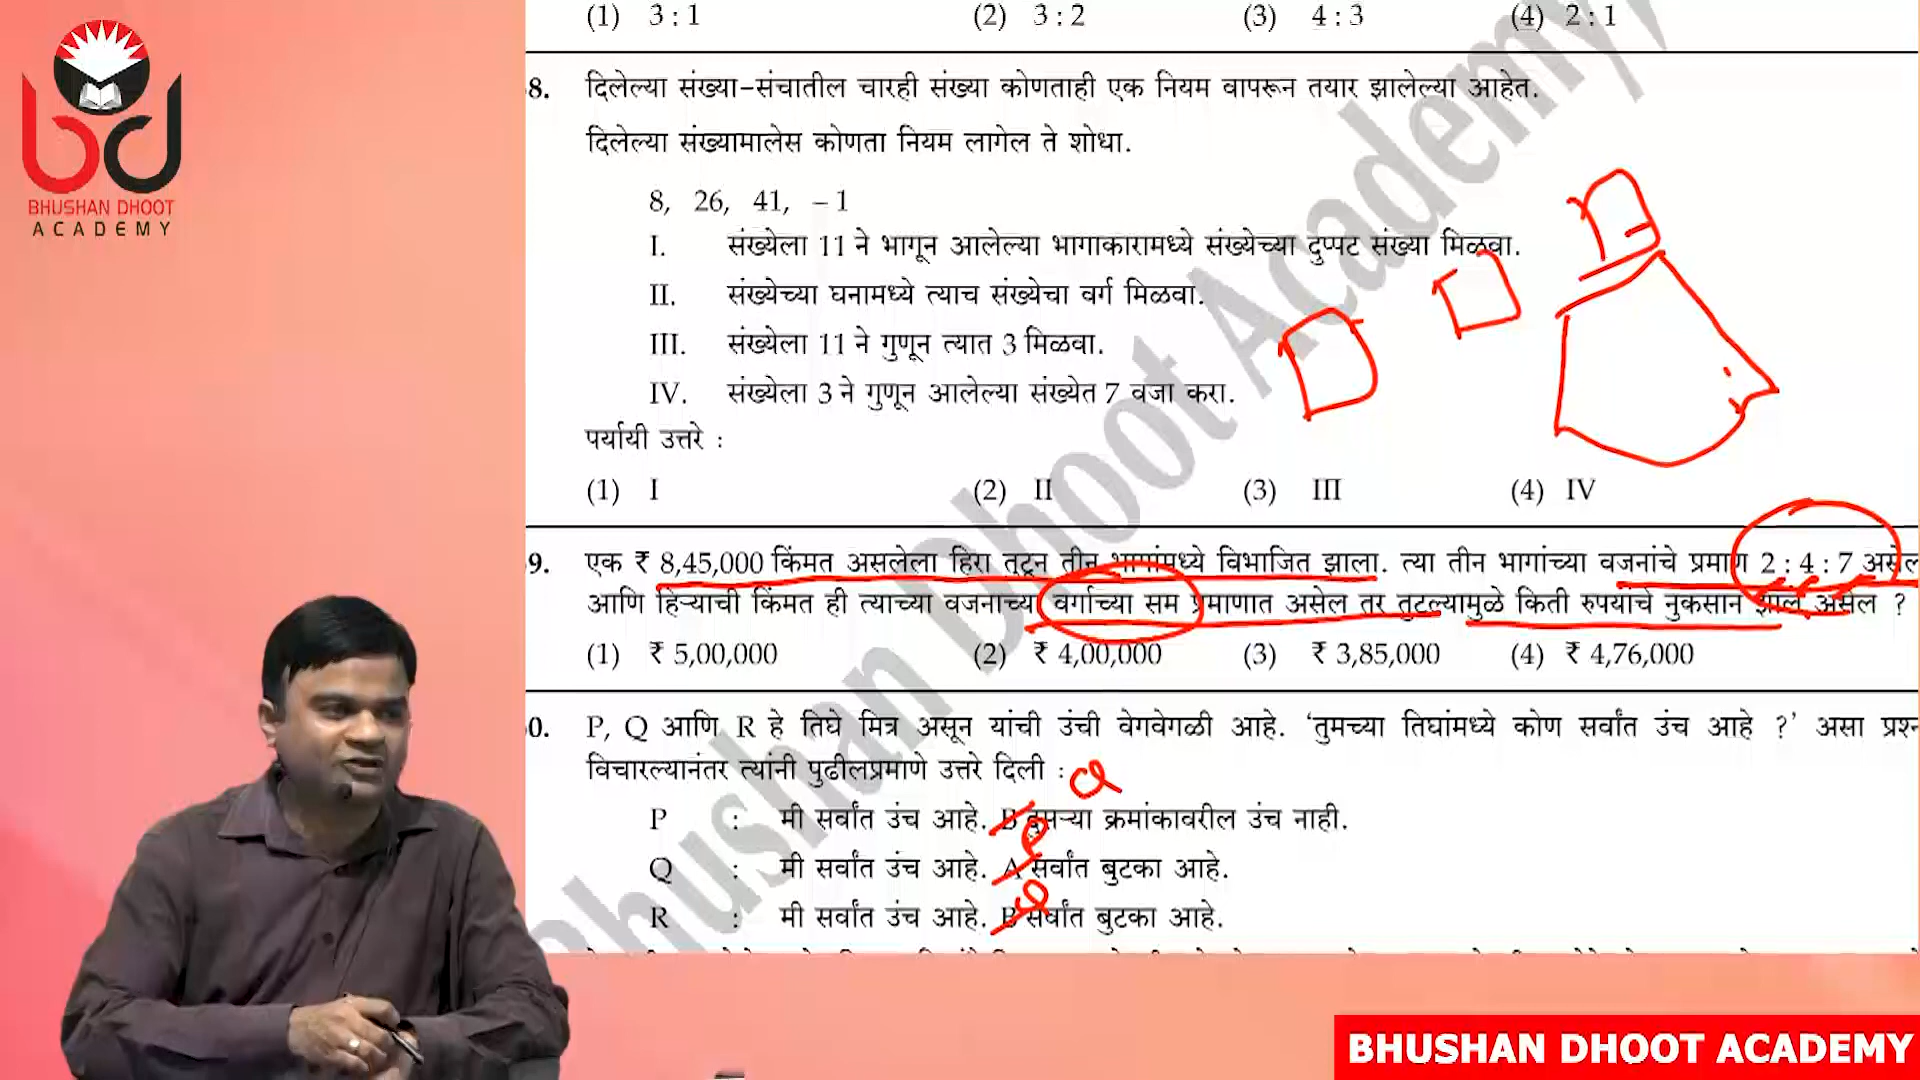 (1) 3 : 1 (2) 3 : 2 (3) 4 : 3 (4) 2 : 1
8. दिलेल्या संख्या-संचातील चारही संख्या कोणताही एक नियम वापरून तयार झालेल्या आहेत.
दिलेल्या संख्यामालेस कोणता नियम लागेल ते शोधा.
8, 26, 41, – 1
I. संख्येला 11 ने भागून आलेल्या भागाकारामध्ये संख्येच्या दुप्पट संख्या मिळवा.
II. संख्येच्या घनामध्ये त्याच संख्येचा वर्ग मिळवा.
III. संख्येला 11 ने गुणून त्यात 3 मिळवा.
IV. संख्येला 3 ने गुणून आलेल्या संख्येत 7 वजा करा.
पर्यायी उत्तरे :
(1) I (2) II (3) III (4) IV
9. एक ₹ 8,45,000 किंमत असलेला हिरा तुटून तीन भागांमध्ये विभाजित झाला. त्या तीन भागांच्या वजनांचे प्रमाण 2 : 4 : 7 असेल
आणि हिऱ्याची किंमत ही त्याच्या वजनाच्या वर्गाच्या सम प्रमाणात असेल तर तुटल्यामुळे किती रुपयांचे नुकसान झाले असेल ?
(1) ₹ 5,00,000 (2) ₹ 4,00,000 (3) ₹ 3,85,000 (4) ₹ 4,76,000
0. P, Q आणि R हे तिघे मित्र असून यांची उंची वेगवेगळी आहे. ‘तुमच्या तिघांमध्ये कोण सर्वांत उंच आहे ?’ असा प्रश्न
विचारल्यानंतर त्यांनी पुढीलप्रमाणे उत्तरे दिली :
Q
P : मी सर्वांत उंच आहे. B दुसऱ्या क्रमांकावरील उंच नाही.
P
Q : मी सर्वांत उंच आहे. A सर्वांत बुटका आहे.
Q
R : मी सर्वांत उंच आहे. B सर्वांत बुटका आहे.
bd
BHUSHAN DHOOT
ACADEMY
Bhushan Dhoot Academy
BHUSHAN DHOOT ACADEMY